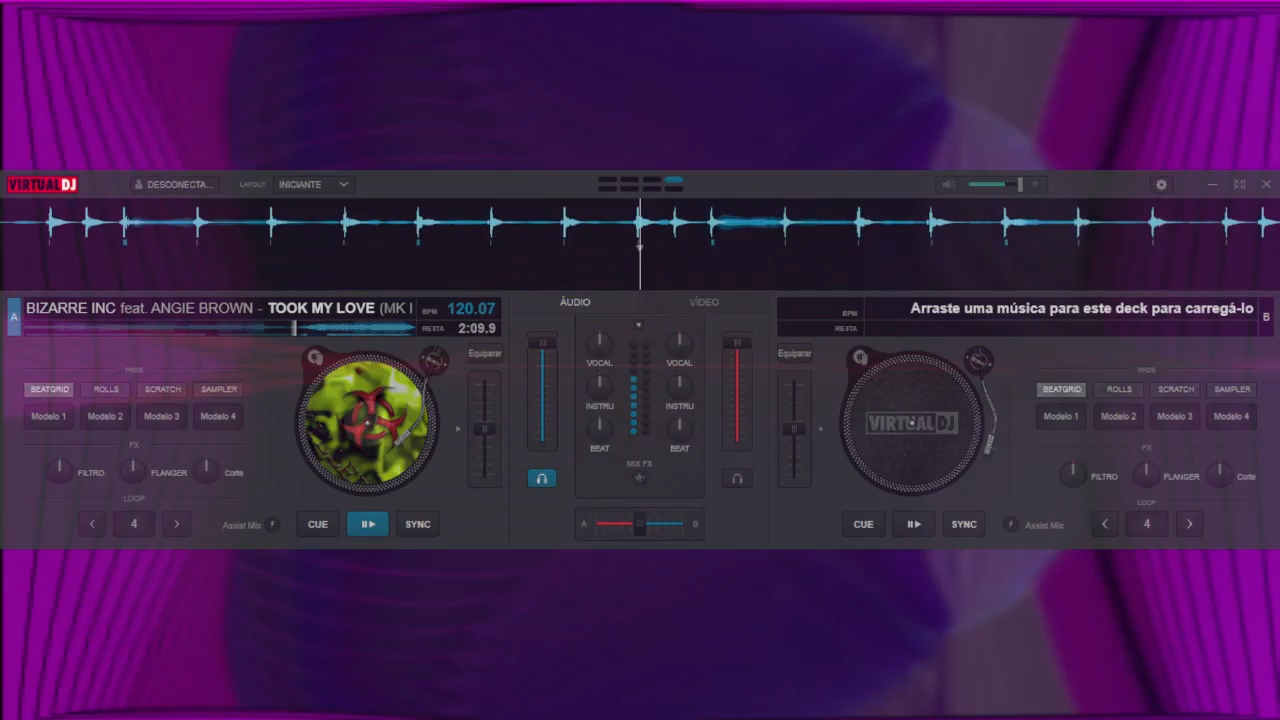 VIRTUAL DJ
DESCONECTA...
LAYOUT
INICIANTE
A
BIZARRE INC feat. ANGIE BROWN - TOOK MY LOVE (MK
BPM 120.07
RESTA 2:09.9
ÁUDIO
VÍDEO
BPM
RESTA
Arraste uma música para este deck para carregá-lo
B
Equiparar
Equiparar
VOCAL
VOCAL
INSTRU
INSTRU
BEAT
BEAT
MIX FX
A
B
PADS
BEATGRID ROLLS SCRATCH SAMPLER
Modelo 1 Modelo 2 Modelo 3 Modelo 4
FX
FILTRO FLANGER Corte
LOOP
4
Assist Mix
CUE SYNC
VIRTUAL DJ
PADS
BEATGRID ROLLS SCRATCH SAMPLER
Modelo 1 Modelo 2 Modelo 3 Modelo 4
FX
FILTRO FLANGER Corte
LOOP
CUE SYNC
Assist Mix
4